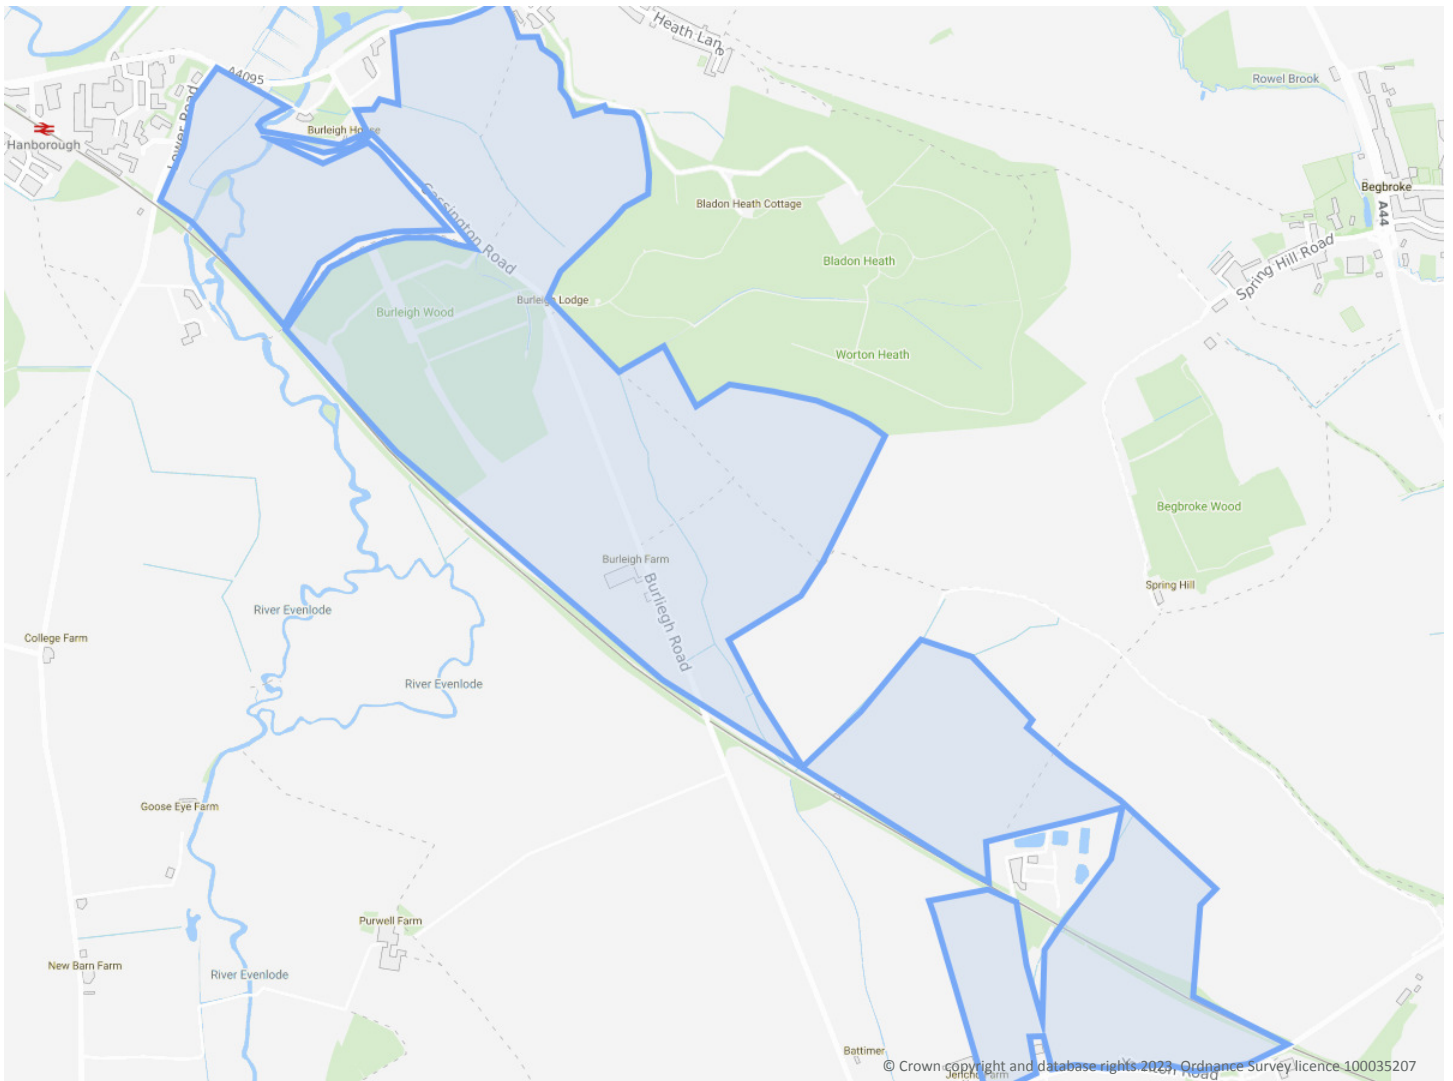 Heath Lane
A4095
Rowel Brook
Lower Road
Burleigh House
Hanborough
Cassington Road
Begbroke
A44
Bladon Heath Cottage
Spring Hill Road
Bladon Heath
Burleigh Lodge
Burleigh Wood
Worton Heath
Begbroke Wood
Burleigh Farm
Spring Hill
Burliegh Road
River Evenlode
College Farm
River Evenlode
Goose Eye Farm
Purwell Farm
New Barn Farm
River Evenlode
Battimer
© Crown copyright and database rights 2023, Ordnance Survey licence 100035207
Farm
Road